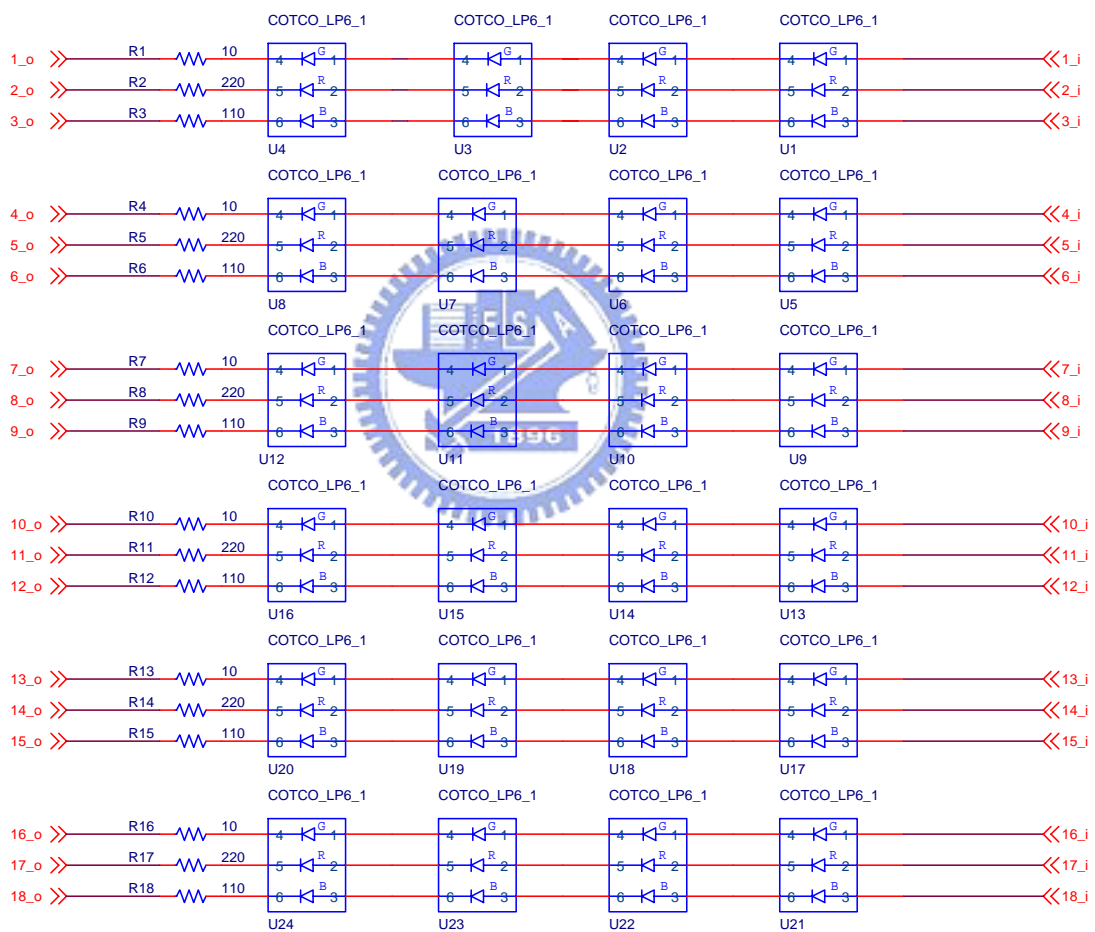 COTCO_LP6_1 COTCO_LP6_1 COTCO_LP6_1 COTCO_LP6_1
1_o R1 10 4 G 1 4 G 1 4 G 1 4 G 1 1_i
2_o R2 220 5 R 2 5 R 2 5 R 2 5 R 2 2_i
3_o R3 110 6 B 3 6 B 3 6 B 3 6 B 3 3_i
U4 U3 U2 U1
COTCO_LP6_1 COTCO_LP6_1 COTCO_LP6_1 COTCO_LP6_1
4_o R4 10 4 G 1 4 G 1 4 G 1 4 G 1 4_i
5_o R5 220 5 R 2 5 R 2 5 R 2 5 R 2 5_i
6_o R6 110 6 B 3 6 B 3 6 B 3 6 B 3 6_i
U8 U7 U6 U5
ESA
COTCO_LP6_1 COTCO_LP6_1 COTCO_LP6_1 COTCO_LP6_1
7_o R7 10 4 G 1 4 G 1 4 G 1 4 G 1 7_i
8_o R8 220 5 R 2 5 R 2 5 R 2 5 R 2 8_i
9_o R9 110 6 B 3 6 B 3 6 B 3 6 B 3 9_i
1896
U12 U11 U10 U9
COTCO_LP6_1 COTCO_LP6_1 COTCO_LP6_1 COTCO_LP6_1
10_o R10 10 4 G 1 4 G 1 4 G 1 4 G 1 10_i
11_o R11 220 5 R 2 5 R 2 5 R 2 5 R 2 11_i
12_o R12 110 6 B 3 6 B 3 6 B 3 6 B 3 12_i
U16 U15 U14 U13
COTCO_LP6_1 COTCO_LP6_1 COTCO_LP6_1 COTCO_LP6_1
13_o R13 10 4 G 1 4 G 1 4 G 1 4 G 1 13_i
14_o R14 220 5 R 2 5 R 2 5 R 2 5 R 2 14_i
15_o R15 110 6 B 3 6 B 3 6 B 3 6 B 3 15_i
U20 U19 U18 U17
COTCO_LP6_1 COTCO_LP6_1 COTCO_LP6_1 COTCO_LP6_1
16_o R16 10 4 G 1 4 G 1 4 G 1 4 G 1 16_i
17_o R17 220 5 R 2 5 R 2 5 R 2 5 R 2 17_i
18_o R18 110 6 B 3 6 B 3 6 B 3 6 B 3 18_i
U24 U23 U22 U21